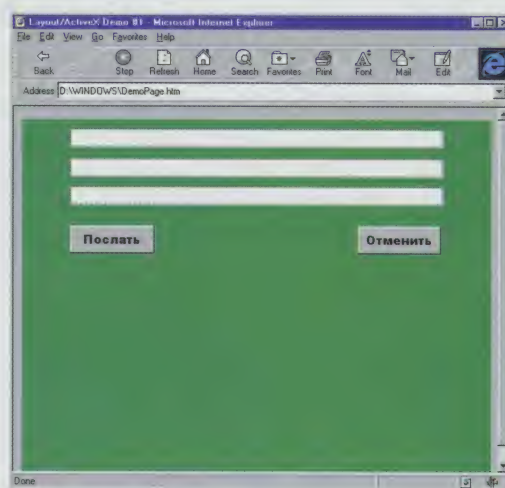 Layout/ActiveX Demo #1 - Microsoft Internet Explorer
File Edit View Go Favorites Help
Back Stop Refresh Home Search Favorites Print Font Mail Edit
Address D:\WINDOWS\DemoPage.htm
Послать Отменить
Done